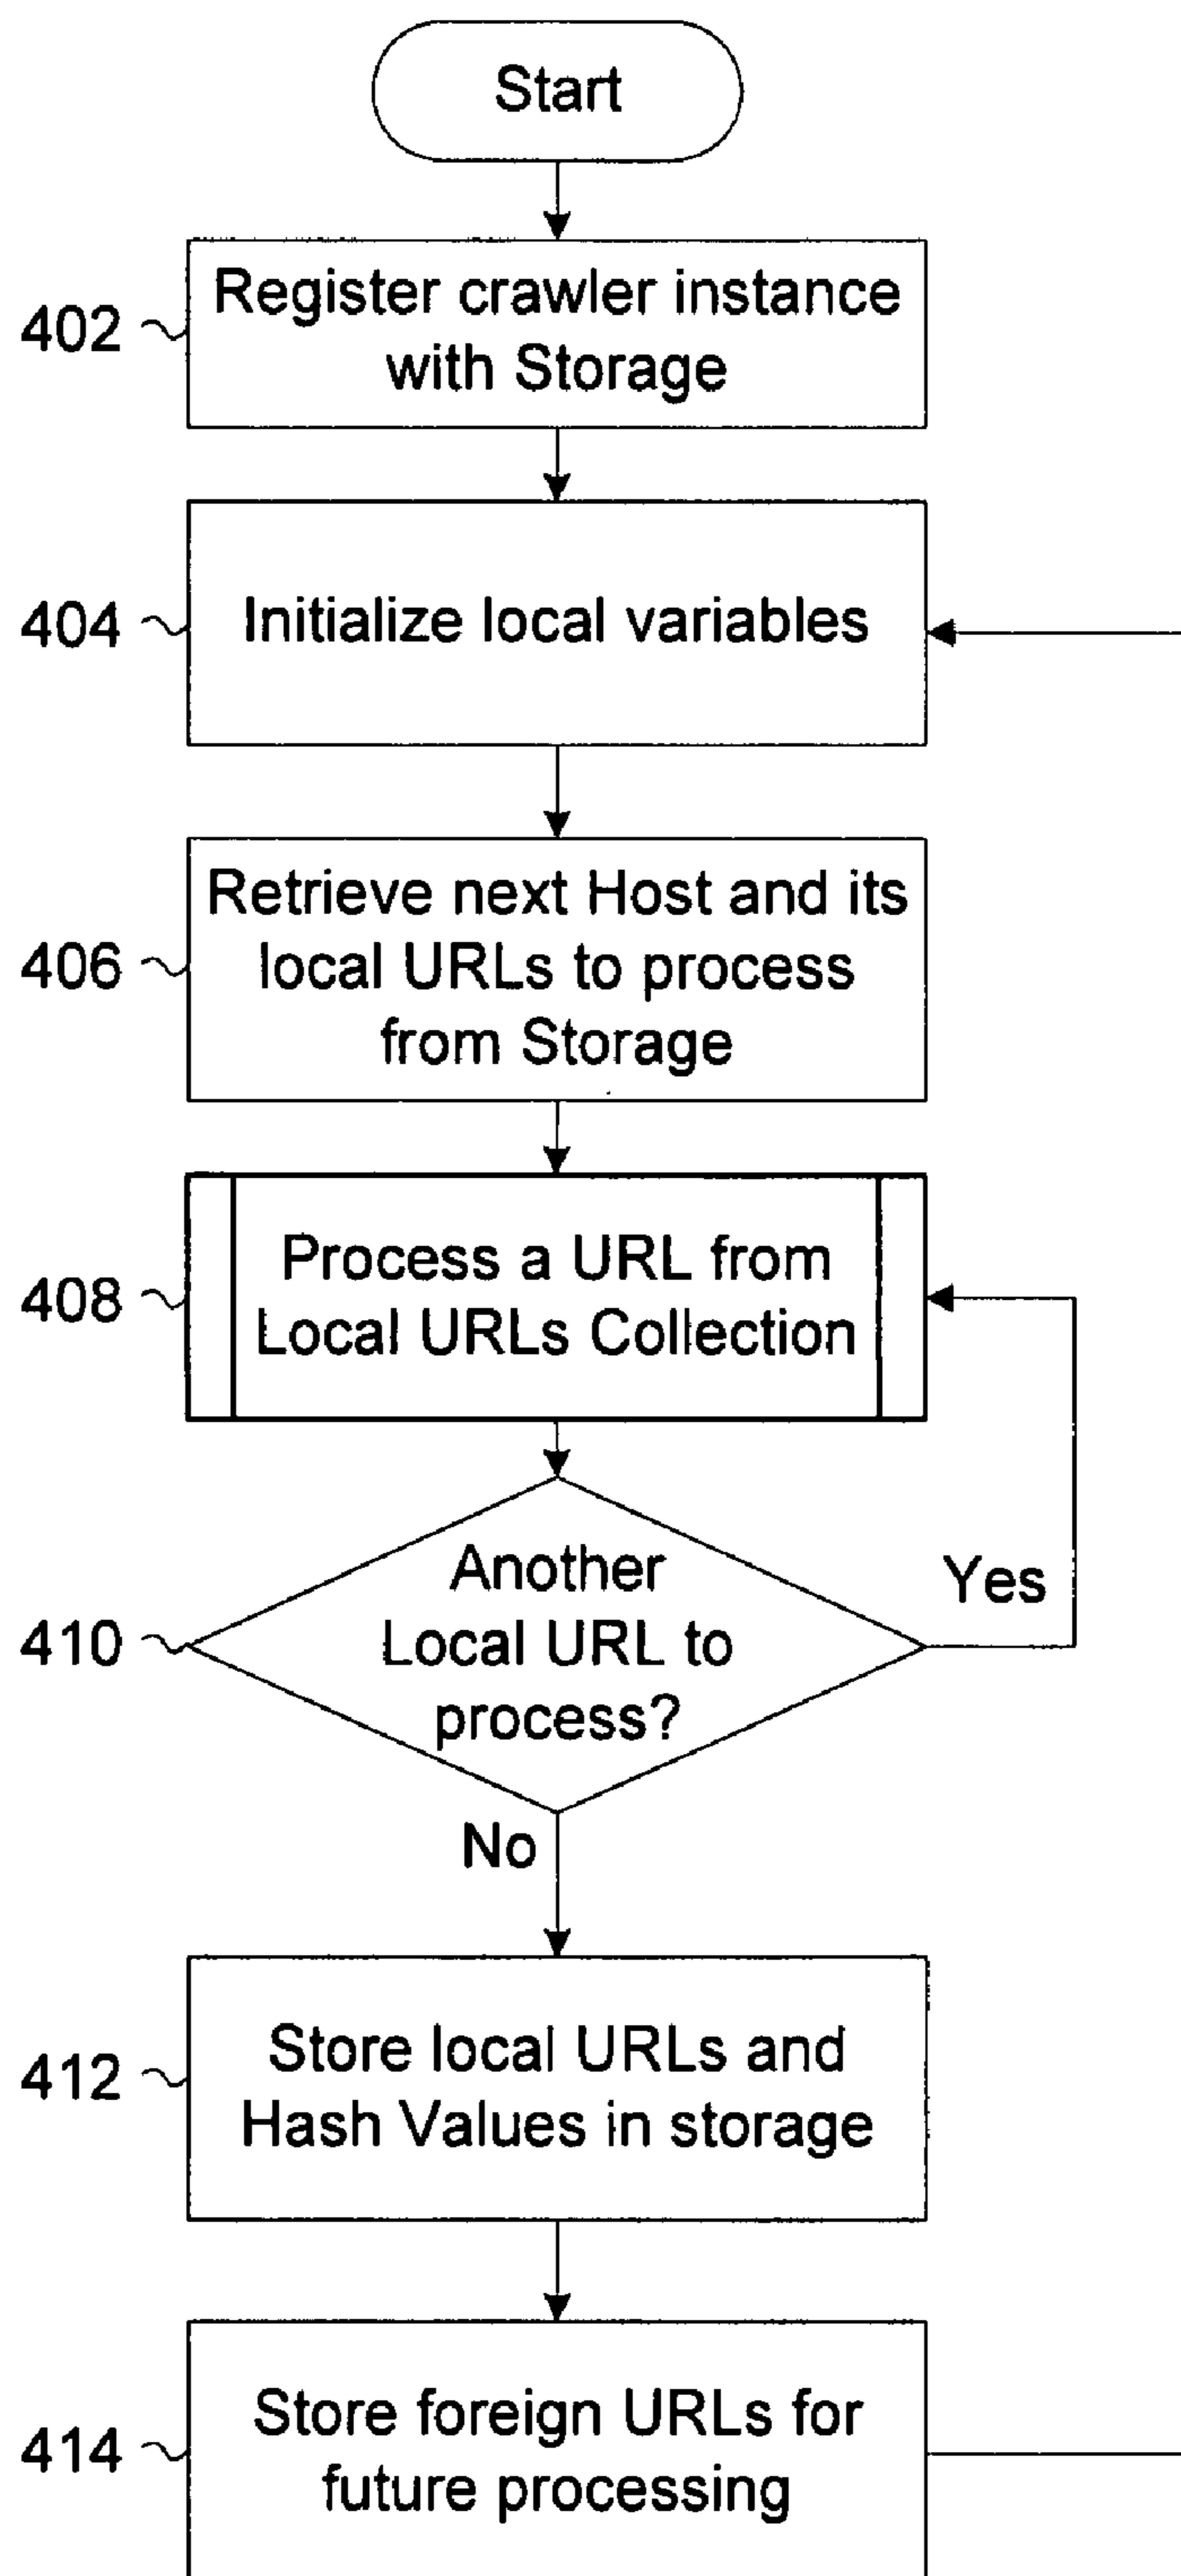 Start
402
Register crawler instance
with Storage
404
Initialize local variables
406
Retrieve next Host and its
local URLs to process
from Storage
408
Process a URL from
Local URLs Collection
410
Another
Local URL to
process?
Yes
No
412
Store local URLs and
Hash Values in storage
414
Store foreign URLs for
future processing